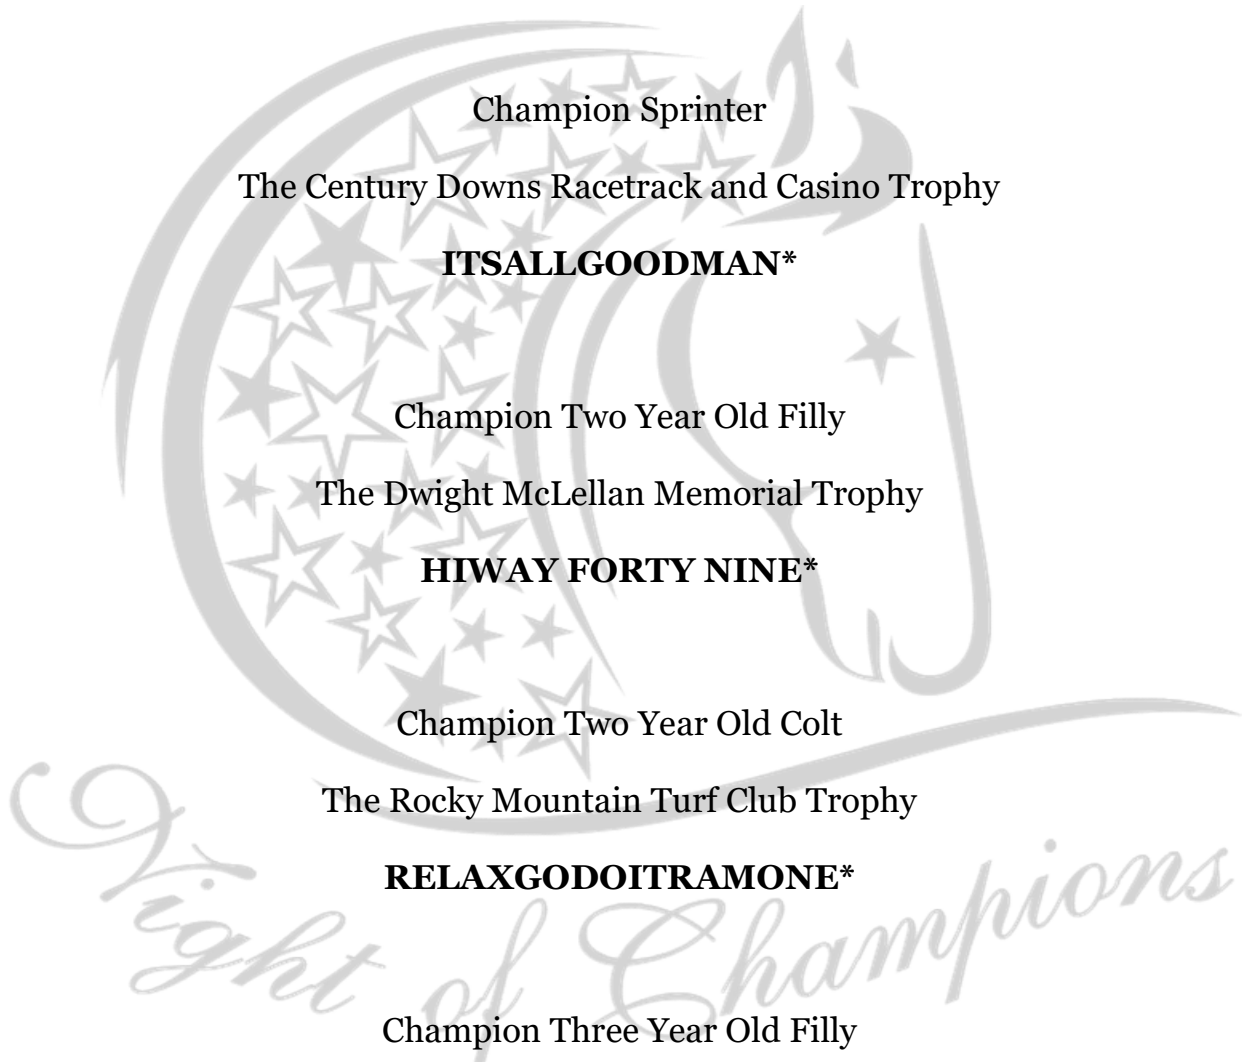 Champion Sprinter
The Century Downs Racetrack and Casino Trophy
ITSALLGOODMAN*
Champion Two Year Old Filly
The Dwight McLellan Memorial Trophy
HIWAY FORTY NINE*
Champion Two Year Old Colt
The Rocky Mountain Turf Club Trophy
RELAXGODOITRAMONE*
Night of Champions
Champion Three Year Old Filly